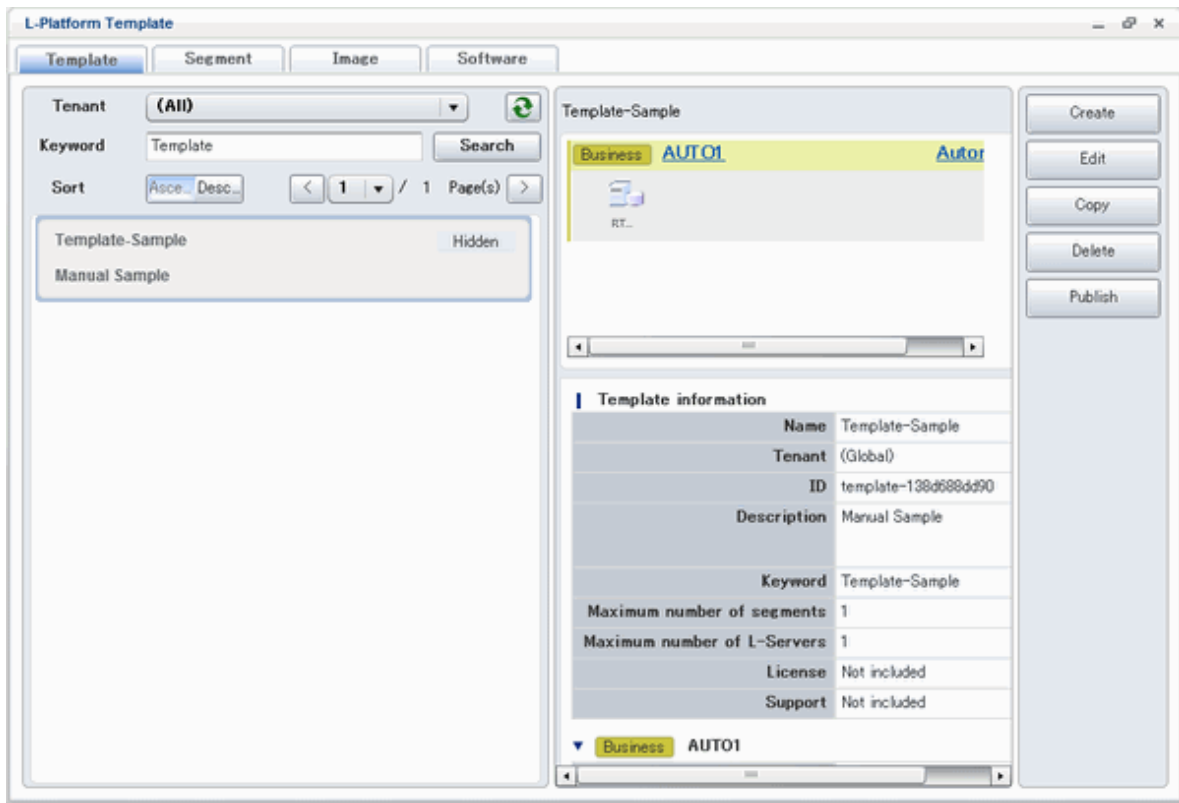 L-Platform Template
Template Segment Image Software
Tenant (All)
Keyword Template Search
Sort Asce... Desc... < 1 / 1 Page(s) >
Template-Sample Hidden
Manual Sample
Template-Sample
Business AUTO1 Autor
RT...
Template information
Name Template-Sample
Tenant (Global)
ID template-138d688dd90
Description Manual Sample
Keyword Template-Sample
Maximum number of segments 1
Maximum number of L-Servers 1
License Not included
Support Not included
Business AUTO1
Create
Edit
Copy
Delete
Publish